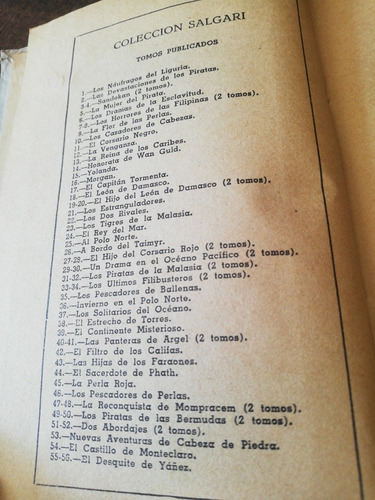 COLECCION SALGARI
TOMOS PUBLICADOS
1.—Los Náufragos del Liguria.
2.—Las Devastaciones de los Piratas.
3-4.—Sandokan (2 tomos).
5.—La Mujer del Pirata.
6.—Los Dramas de la Esclavitud.
7-8.—Los Horrores de las Filipinas (2 tomos).
9.—La Flor de las Perlas.
10.—Los Cazadores de Cabezas.
11.—El Corsario Negro.
12.—La Venganza.
13.—La Reina de los Caribes.
14.—Honorata de Wan Guld.
15.—Yolanda.
16.—Morgan.
17.—El Capitán Tormenta.
18.—El León de Damasco.
19-20.—El Hijo del León de Damasco (2 tomos).
21.—Los Estranguladores.
22.—Los Dos Rivales.
23.—Los Tigres de la Malasia.
24.—El Rey del Mar.
25.—Al Polo Norte.
26.—A Bordo del Taimyr.
27-28.—El Hijo del Corsario Rojo (2 tomos).
29-30.—Un Drama en el Océano Pacífico (2 tomos).
31-32.—Los Piratas de la Malasia (2 tomos).
33-34.—Los Ultimos Filibusteros (2 tomos).
35.—Los Pescadores de Ballenas.
36.—Invierno en el Polo Norte.
37.—Los Solitarios del Océano.
38.—El Estrecho de Torres.
39.—El Continente Misterioso.
40-41.—Las Panteras de Argel (2 tomos).
42.—El Filtro de los Califas.
43.—Las Hijas de los Faraones.
44.—El Sacerdote de Phath.
45.—La Perla Roja.
46.—Los Pescadores de Perlas.
47-48.—La Reconquista de Mompracem (2 tomos).
49-50.—Los Piratas de las Bermudas (2 tomos).
51-52.—Dos Abordajes (2 tomos).
53.—Nuevas Aventuras de Cabeza de Piedra.
54.—El Castillo de Monteclaro.
55-56.—El Desquite de Yáñez.